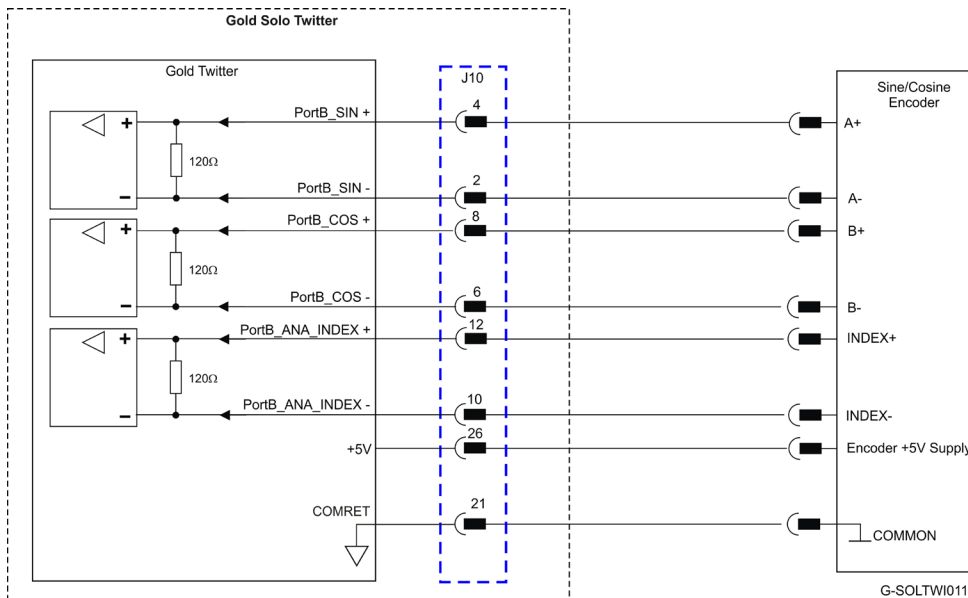 Gold Solo Twitter
Gold Twitter
J10
Sine/Cosine
Encoder
PortB_SIN +
4
A+
+
120Ω
PortB_SIN -
2
A-
-
PortB_COS +
8
B+
+
120Ω
PortB_COS -
6
B-
-
PortB_ANA_INDEX +
12
INDEX+
+
120Ω
PortB_ANA_INDEX -
10
INDEX-
-
+5V
26
Encoder +5V Supply
COMRET
21
COMMON
G-SOLTWI011